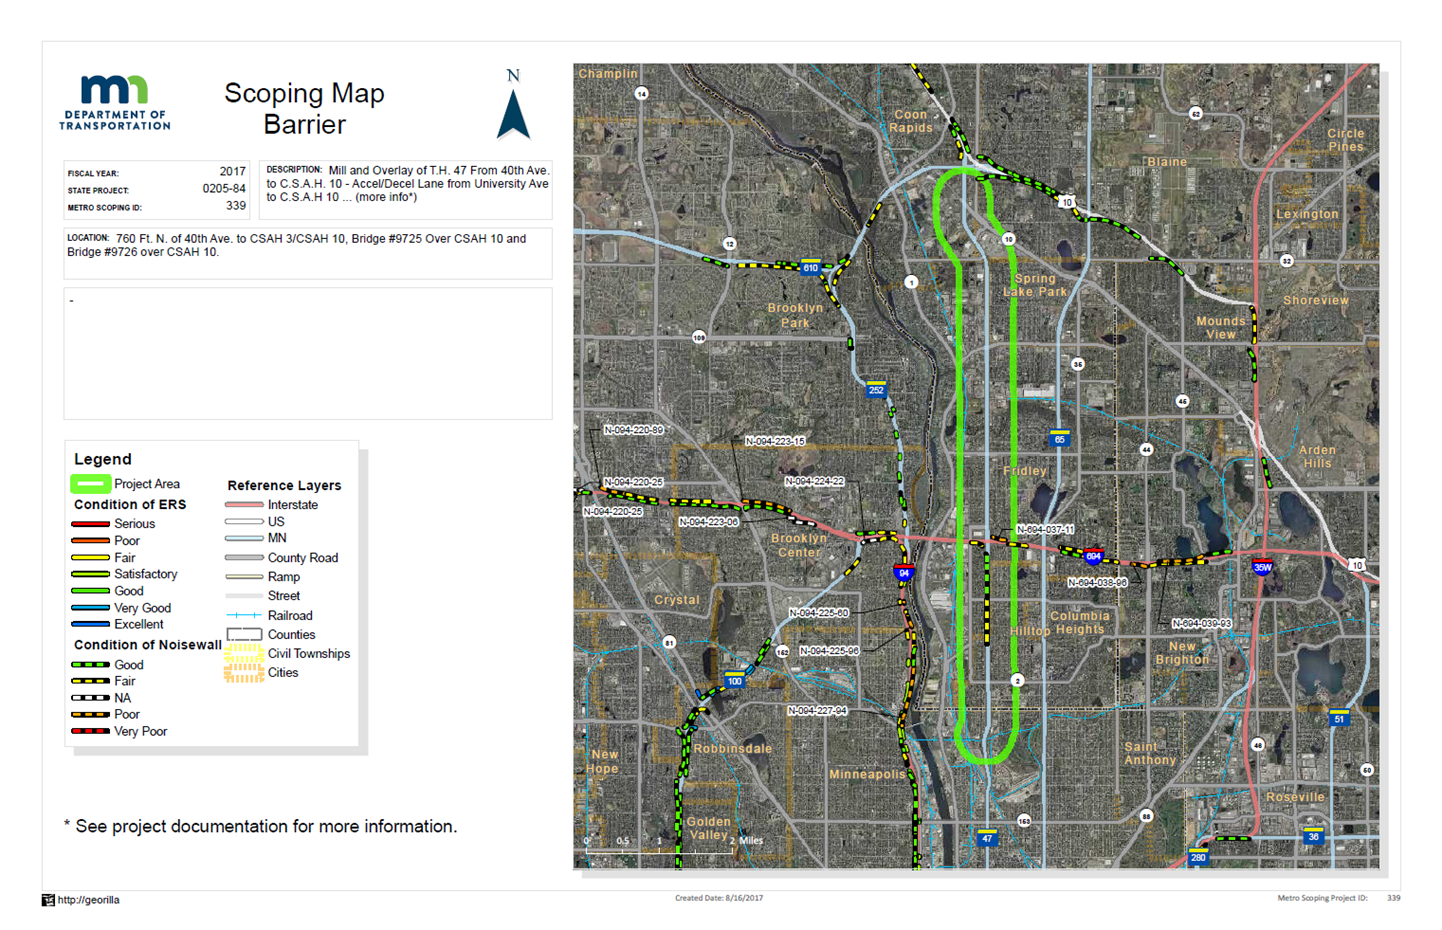 DEPARTMENT OF
TRANSPORTATION
Scoping Map
Barrier
N
FISCAL YEAR: 2017
STATE PROJECT: 0205-84
METRO SCOPING ID: 339
DESCRIPTION: Mill and Overlay of T.H. 47 From 40th Ave.
to C.S.A.H. 10 - Accel/Decel Lane from University Ave
to C.S.A.H 10 ... (more info*)
LOCATION: 760 Ft. N. of 40th Ave. to CSAH 3/CSAH 10, Bridge #9725 Over CSAH 10 and
Bridge #9726 over CSAH 10.
-
Legend
Project Area
Condition of ERS
Serious
Poor
Fair
Satisfactory
Good
Very Good
Excellent
Condition of Noisewall
Good
Fair
NA
Poor
Very Poor
Reference Layers
Interstate
US
MN
County Road
Ramp
Street
Railroad
Counties
Civil Townships
Cities
* See project documentation for more information.
Champlin
14
Coon
Rapids
52
Circle
Pines
Blaine
10
Lexington
12
10
32
610
1
Spring
Lake Park
Shoreview
Brooklyn
Park
Mounds
View
109
35
252
45
N-094-220-89
N-094-223-15
65
44
Arden
Hills
Fridley
N-094-220-25
N-094-224-22
N-094-220-25
N-094-223-06
N-694-037-11
Brooklyn
Center
694
10
94
35W
N-694-038-96
Crystal
N-094-225-60
Columbia
Heights
Hilltop
N-694-039-93
81
152
N-094-225-96
New
Brighton
100
2
N-094-227-94
51
Robbinsdale
New
Hope
Saint
Anthony
46
Minneapolis
50
Roseville
Golden
Valley
153
88
0 0.5 1 2 Miles
47
36
280
http://georilla
Created Date: 8/16/2017
Metro Scoping Project ID: 339